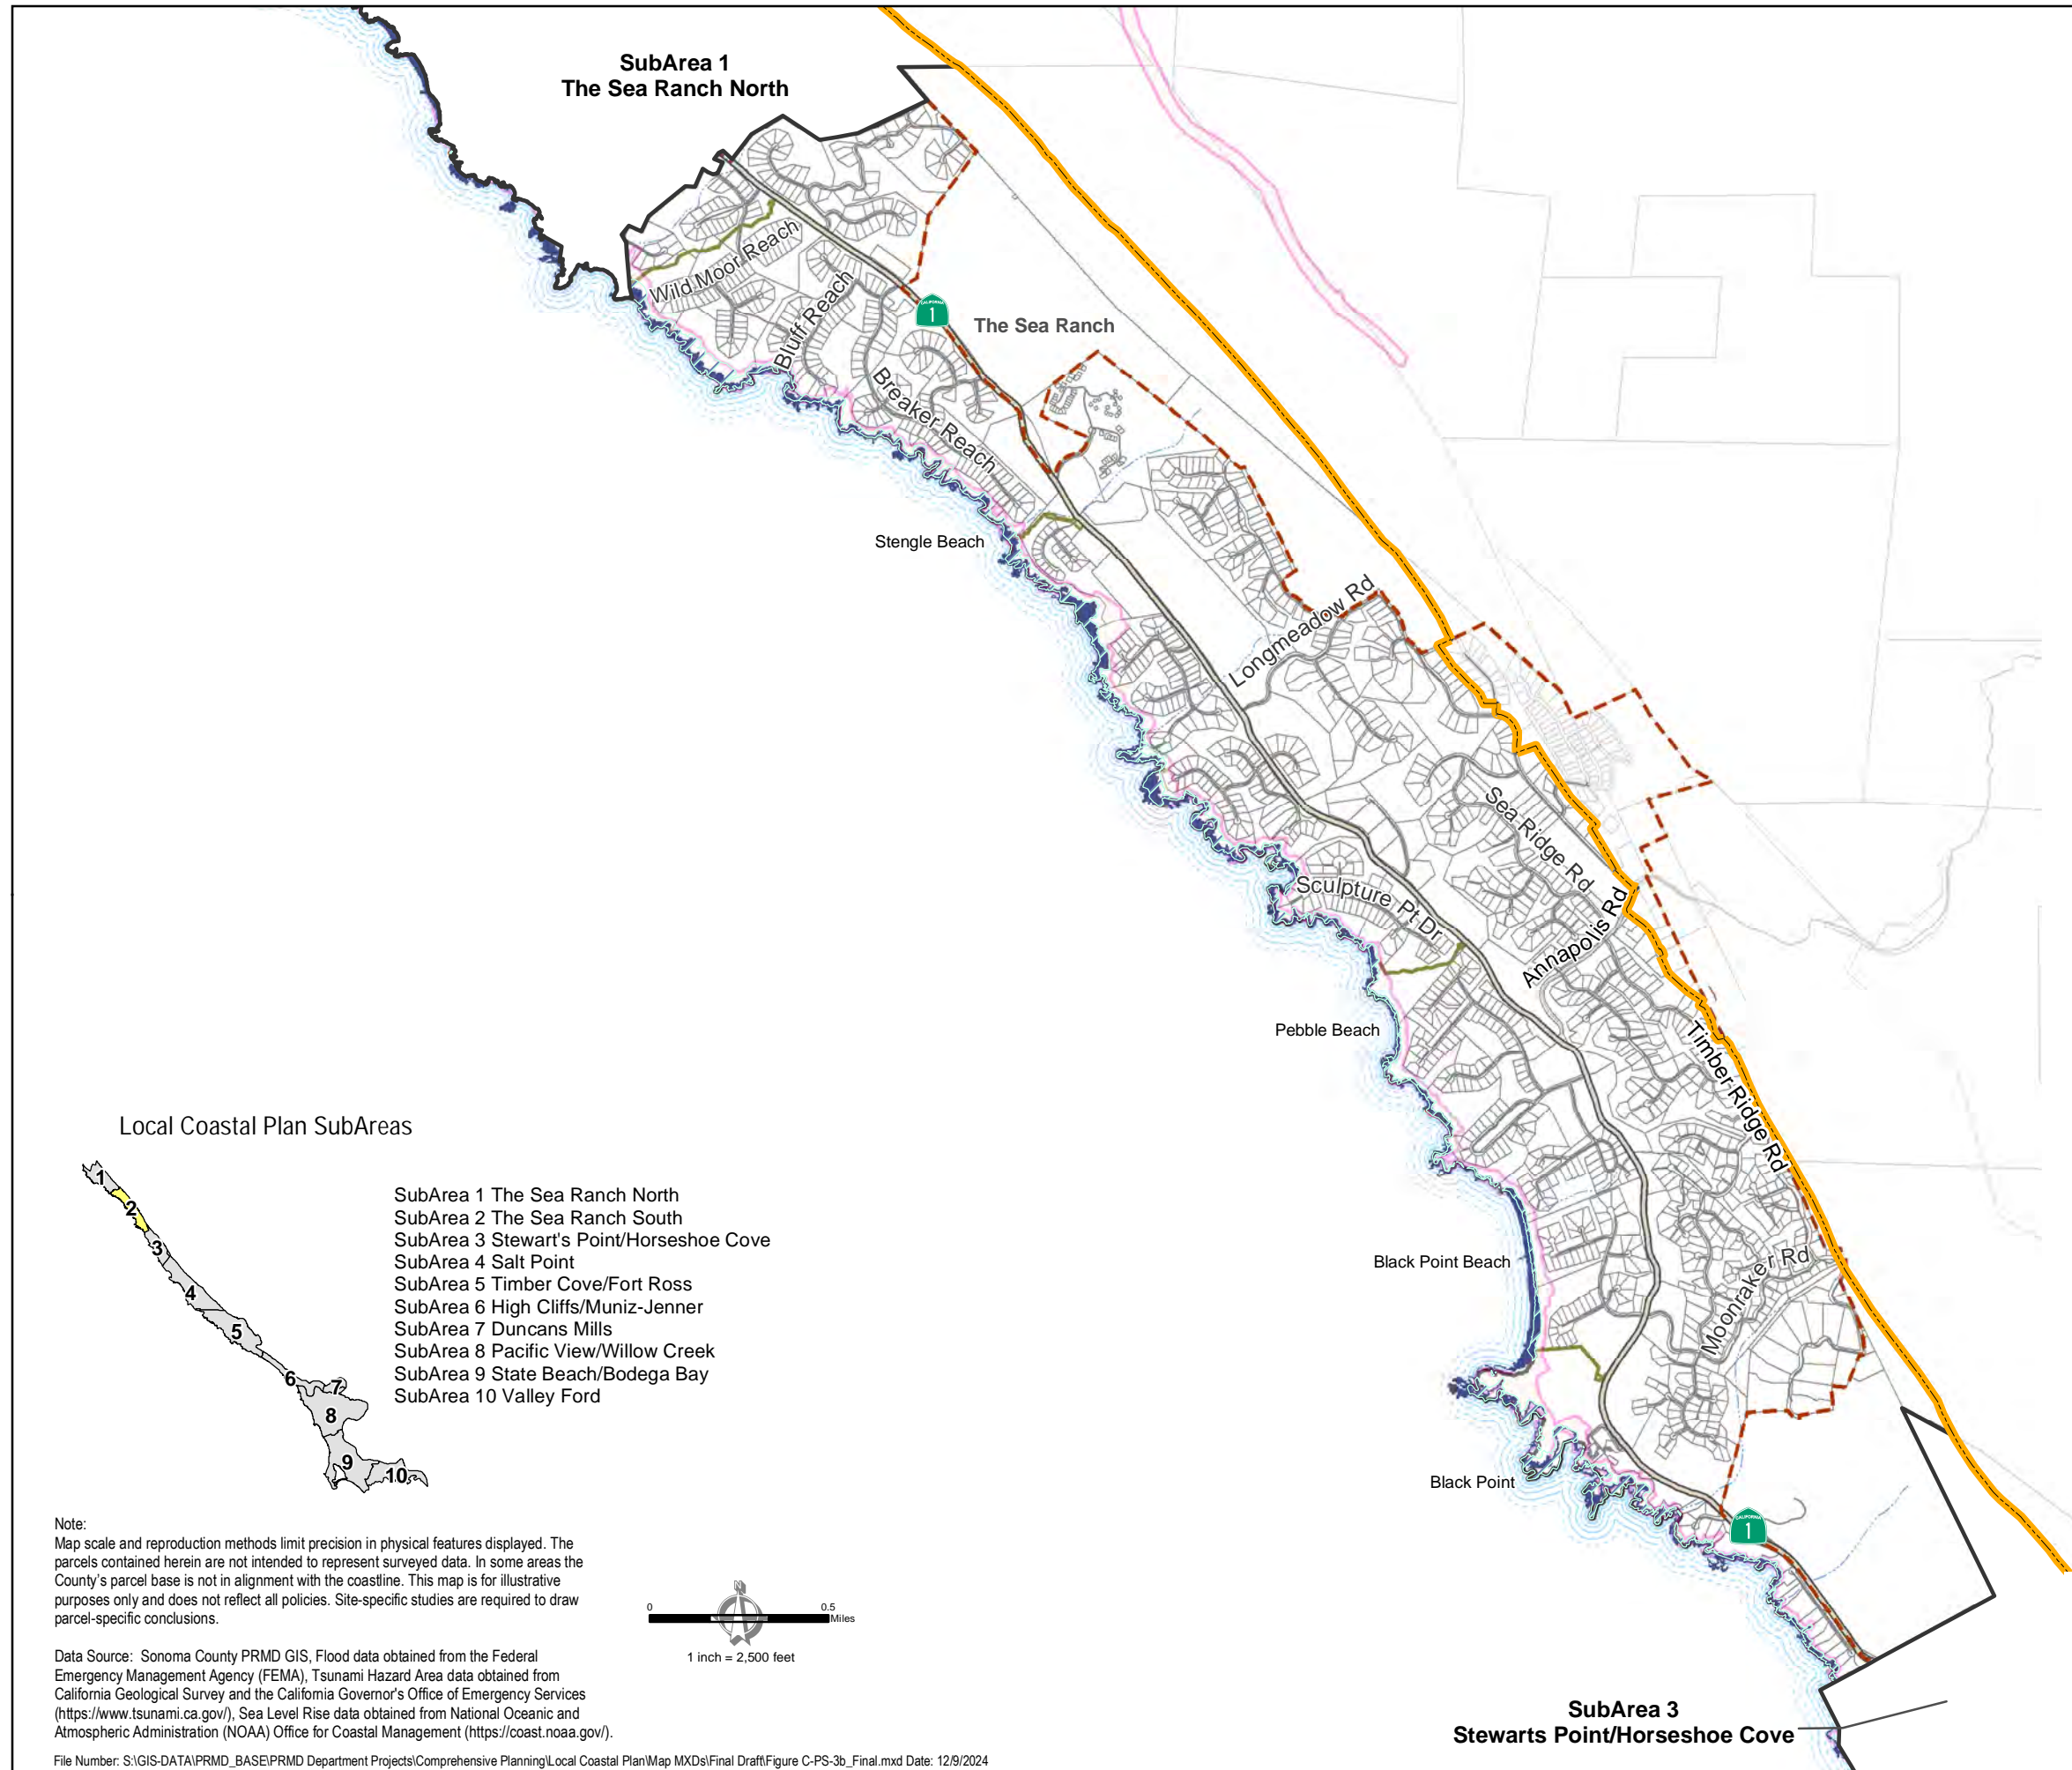 SubArea 1
The Sea Ranch North
Wild Moor Reach
Bluff Reach
CALIFORNIA
1
The Sea Ranch
Breaker Reach
Stengle Beach
Longmeadow Rd
Sea Ridge Rd
Sculpture Pt Dr
Annapolis Rd
Pebble Beach
Timber Ridge Rd
Black Point Beach
Moonraker Rd
Black Point
CALIFORNIA
1
SubArea 3
Stewarts Point/Horseshoe Cove
Local Coastal Plan SubAreas
1
2
3
4
5
6
7
8
9
10
SubArea 1 The Sea Ranch North
SubArea 2 The Sea Ranch South
SubArea 3 Stewart's Point/Horseshoe Cove
SubArea 4 Salt Point
SubArea 5 Timber Cove/Fort Ross
SubArea 6 High Cliffs/Muniz-Jenner
SubArea 7 Duncans Mills
SubArea 8 Pacific View/Willow Creek
SubArea 9 State Beach/Bodega Bay
SubArea 10 Valley Ford
Note:
Map scale and reproduction methods limit precision in physical features displayed. The
parcels contained herein are not intended to represent surveyed data. In some areas the
County's parcel base is not in alignment with the coastline. This map is for illustrative
purposes only and does not reflect all policies. Site-specific studies are required to draw
parcel-specific conclusions.
Data Source: Sonoma County PRMD GIS, Flood data obtained from the Federal
Emergency Management Agency (FEMA), Tsunami Hazard Area data obtained from
California Geological Survey and the California Governor's Office of Emergency Services
(https://www.tsunami.ca.gov/), Sea Level Rise data obtained from National Oceanic and
Atmospheric Administration (NOAA) Office for Coastal Management (https://coast.noaa.gov/).
N
0 0.5
Miles
1 inch = 2,500 feet
File Number: S:\GIS-DATA\PRMD_BASE\PRMD Department Projects\Comprehensive Planning\Local Coastal Plan\Map MXDs\Final Draft\Figure C-PS-3b_Final.mxd Date: 12/9/2024